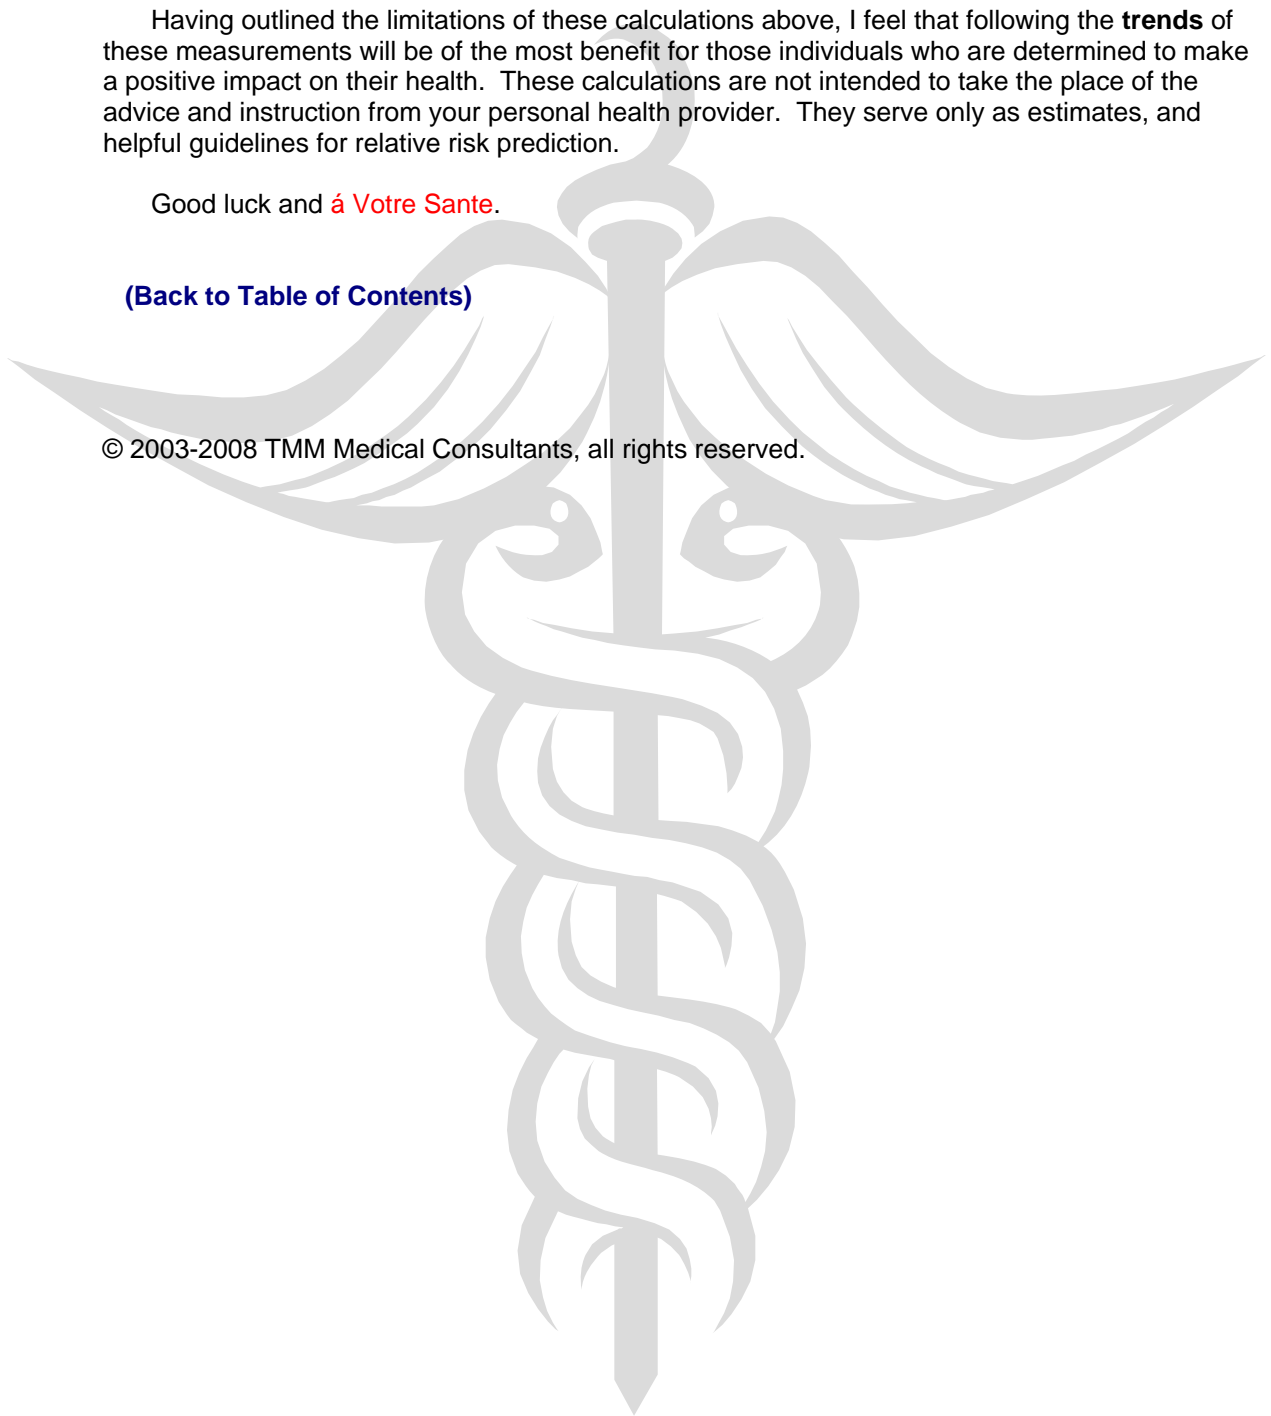 Having outlined the limitations of these calculations above, I feel that following the trends of
these measurements will be of the most benefit for those individuals who are determined to make
a positive impact on their health.  These calculations are not intended to take the place of the
advice and instruction from your personal health provider.  They serve only as estimates, and
helpful guidelines for relative risk prediction.
Good luck and á Votre Sante.
(Back to Table of Contents)
© 2003-2008 TMM Medical Consultants, all rights reserved.